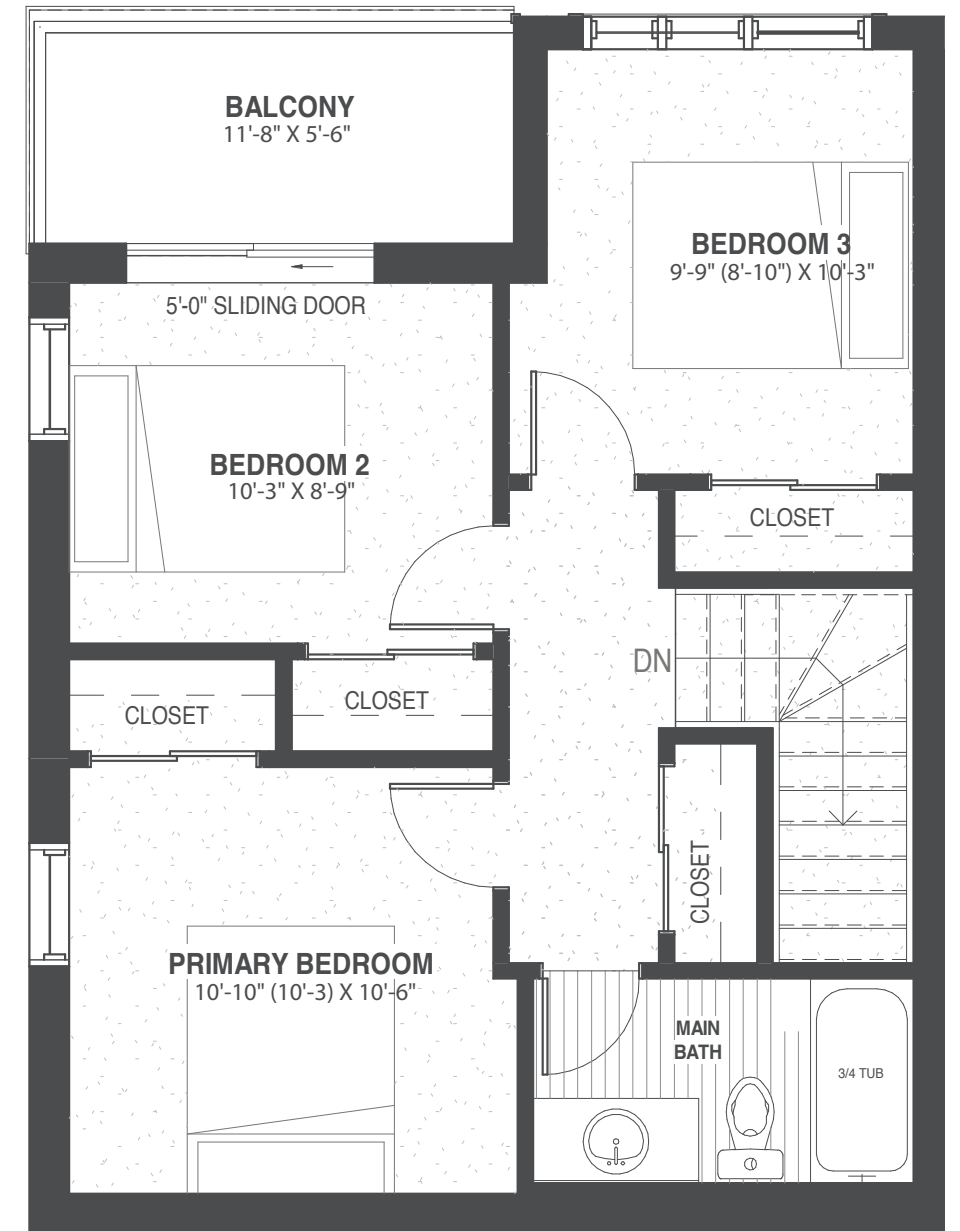 BALCONY
11'-8" X 5'-6"
BEDROOM 3
9'-9" (8'-10") X 10'-3"
5'-0" SLIDING DOOR
BEDROOM 2
10'-3" X 8'-9"
CLOSET
DN
CLOSET
CLOSET
CLOSET
PRIMARY BEDROOM
10'-10" (10'-3) X 10'-6"
MAIN
BATH
3/4 TUB